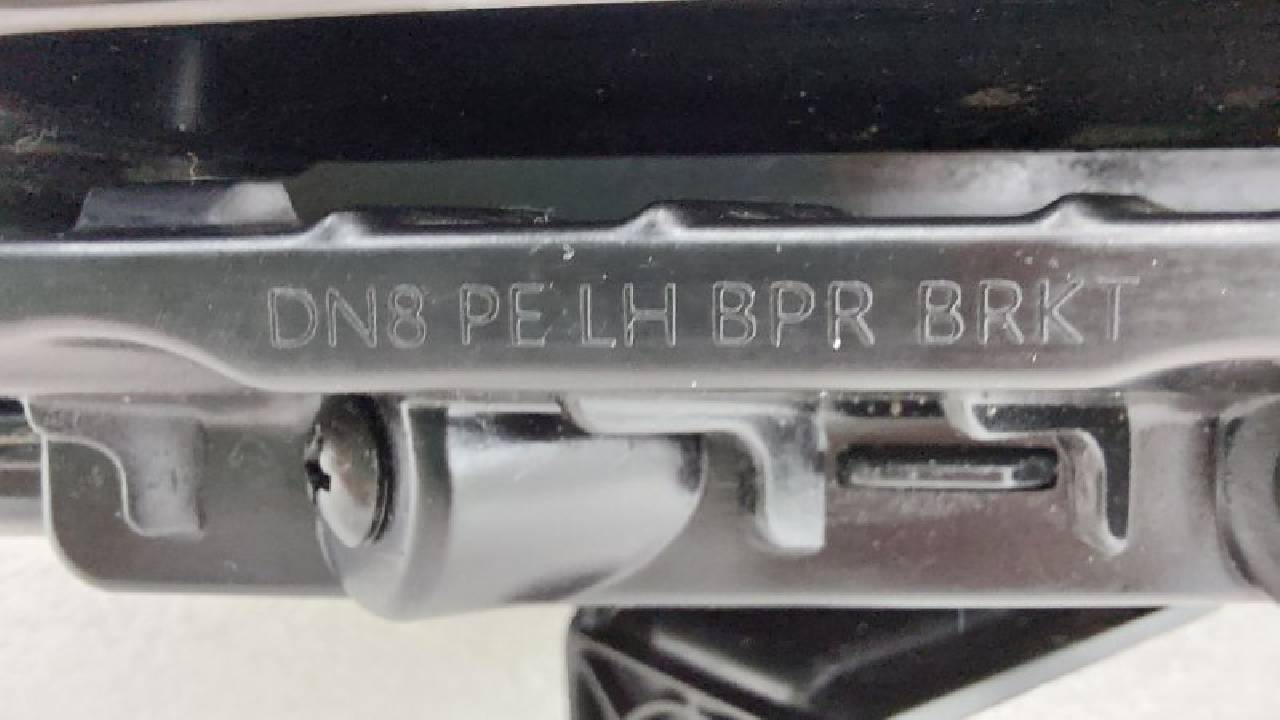 DN8 PE LH BPR BRKT